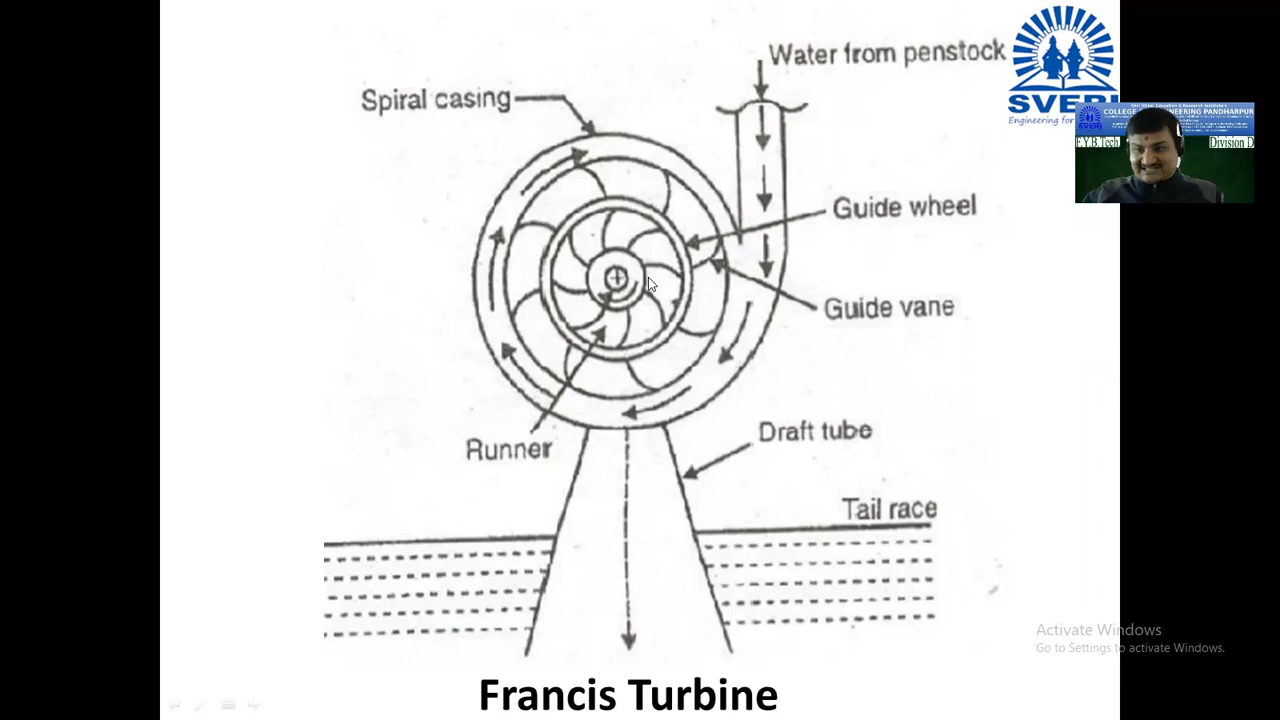 Water from penstock
Spiral casing
SVERI
Engineering for
COLLEGE OF ENGINEERING PANDHARPUR
F.Y.B.Tech
Division D
Guide wheel
Guide vane
Runner
Draft tube
Tail race
Activate Windows
Go to Settings to activate Windows.
Francis Turbine